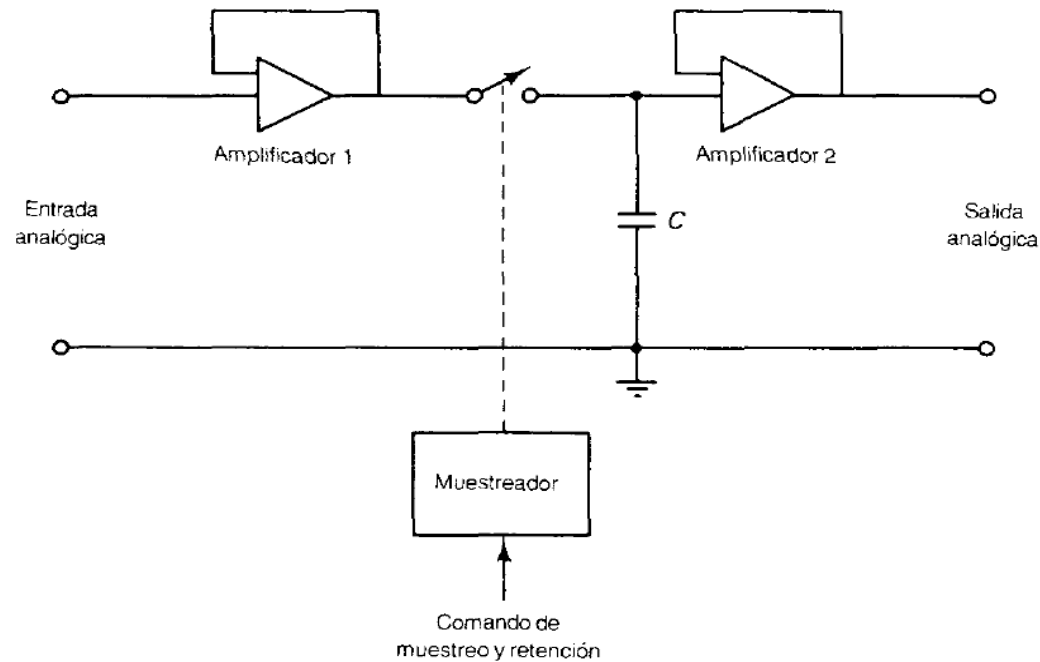 Amplificador 1
Amplificador 2
Entrada
analógica
C
Salida
analógica
Muestreador
Comando de
muestreo y retención